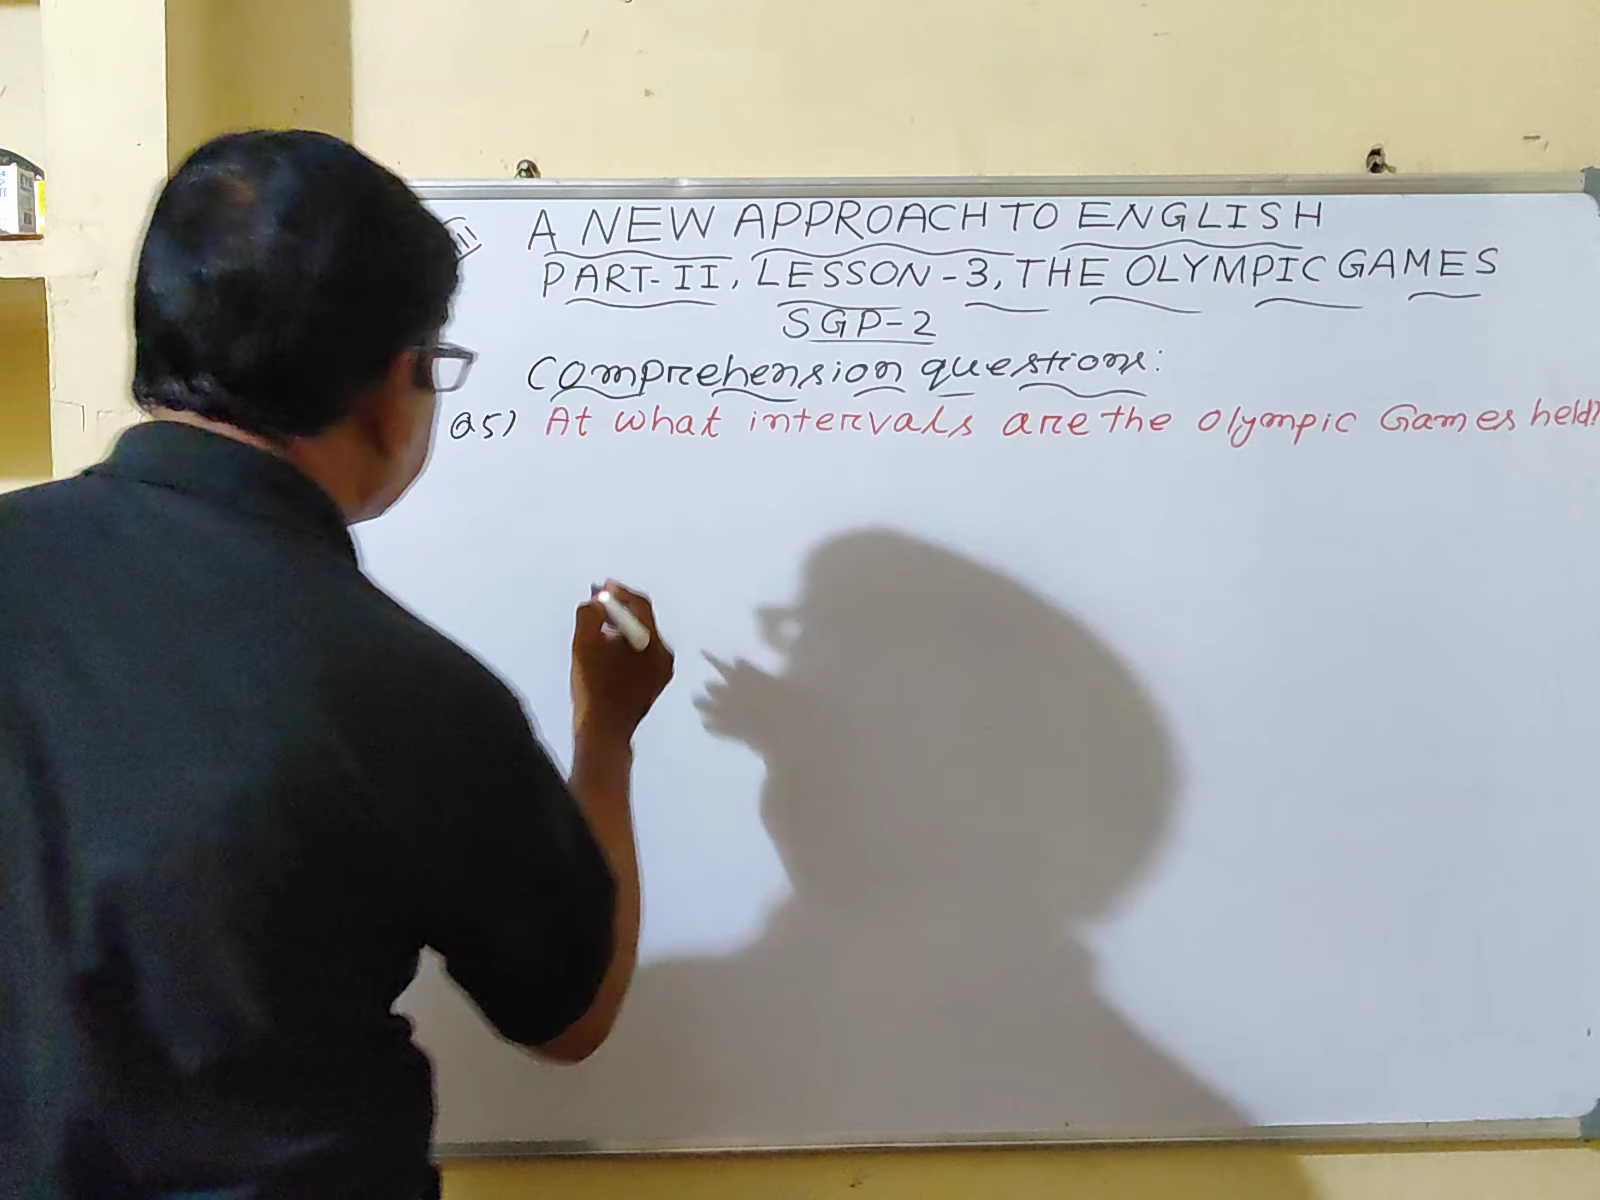 A NEW APPROACH TO ENGLISH
PART-II, LESSON-3, THE OLYMPIC GAMES
SGP-2
Comprehension questions:
Q5) At what intervals are the Olympic Games held?